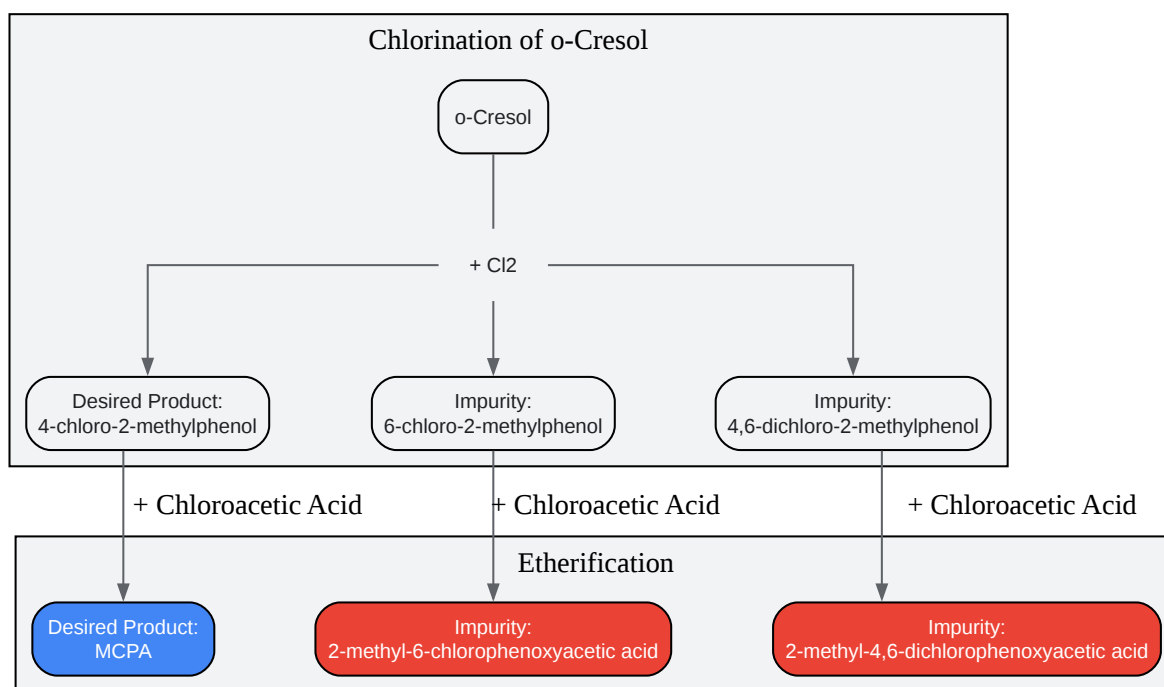 Chlorination of o-Cresol
o-Cresol
+ Cl2
Desired Product:
4-chloro-2-methylphenol
Impurity:
6-chloro-2-methylphenol
Impurity:
4,6-dichloro-2-methylphenol
+ Chloroacetic Acid
+ Chloroacetic Acid
+ Chloroacetic Acid
Etherification
Desired Product:
MCPA
Impurity:
2-methyl-6-chlorophenoxyacetic acid
Impurity:
2-methyl-4,6-dichlorophenoxyacetic acid